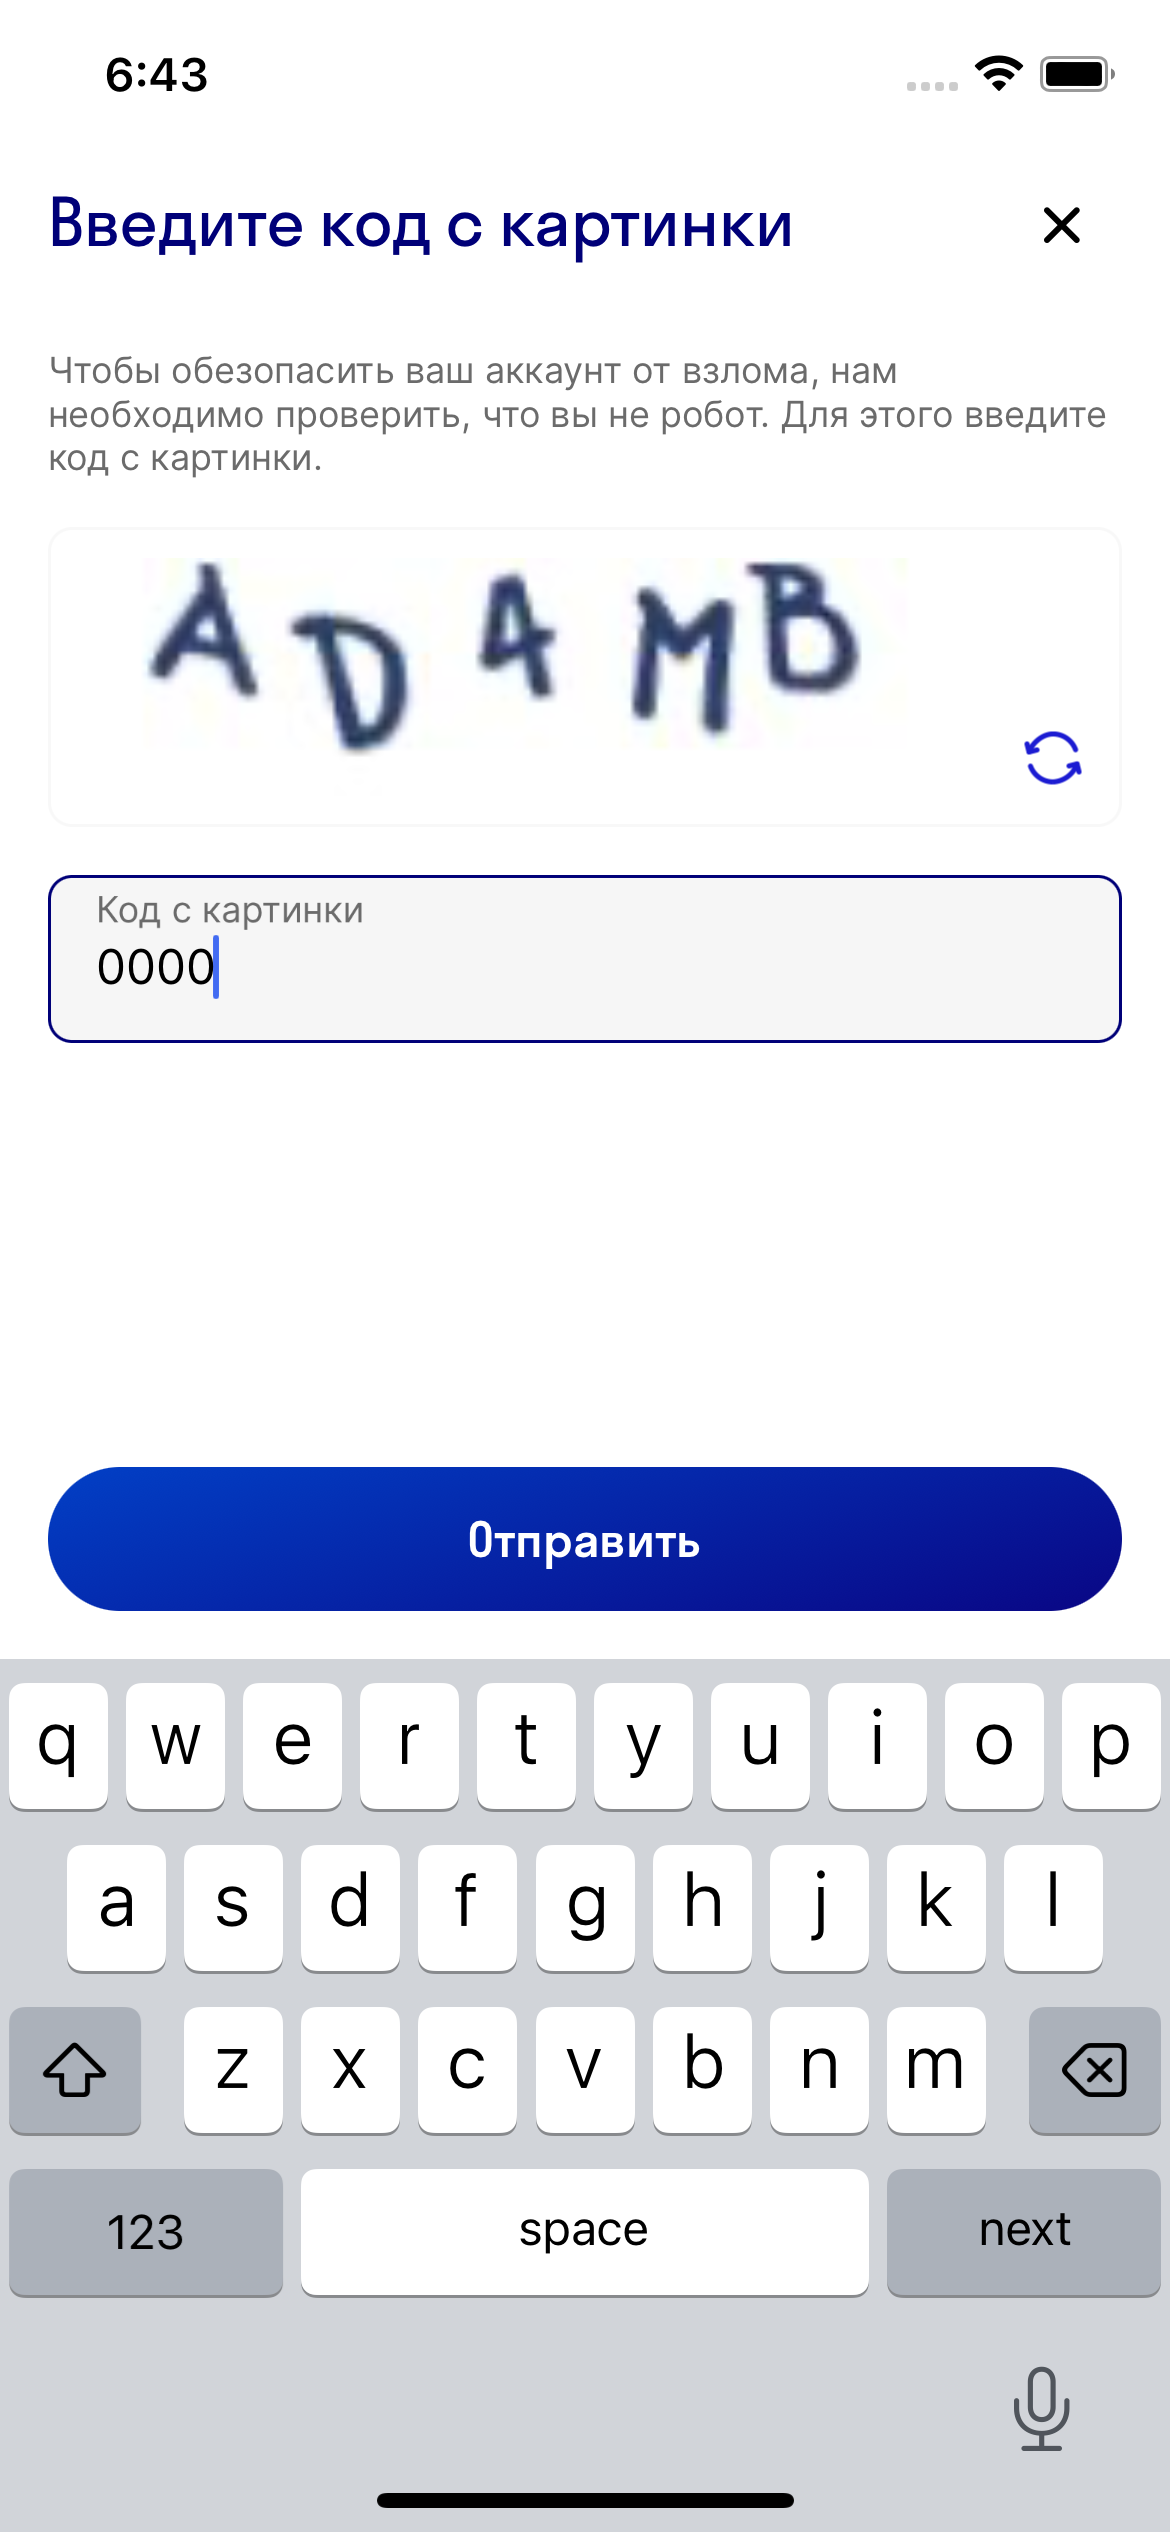 6:43
Введите код с картинки
Чтобы обезопасить ваш аккаунт от взлома, нам
необходимо проверить, что вы не робот. Для этого введите
код с картинки.
AD4MB
Код с картинки
0000
Отправить
q w e r t y u i o p
a s d f g h j k l
z x c v b n m
123 space next